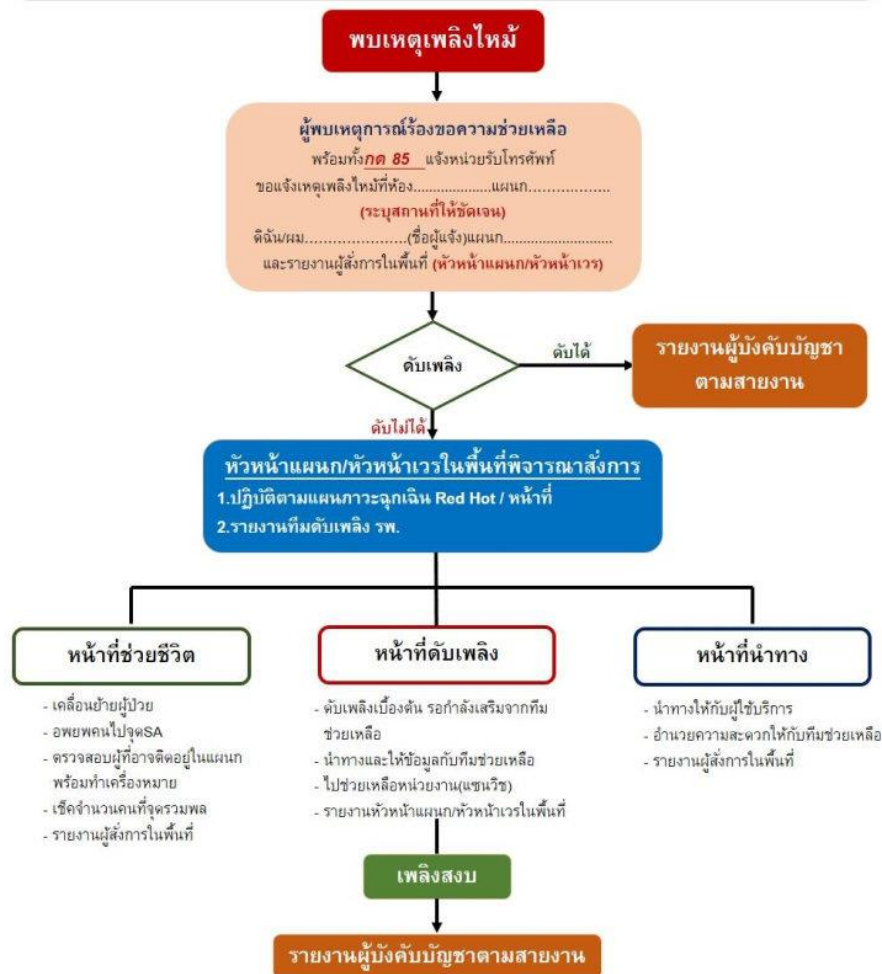 พบเหตุเพลิงไหม้
ผู้พบเหตุการณ์ร้องขอความช่วยเหลือ
พร้อมทั้งกด 85 แจ้งหน่วยรับโทรศัพท์
ขอแจ้งเหตุเพลิงไหม้ที่ห้อง....................แผนก..................
(ระบุสถานที่ให้ชัดเจน)
ดิฉัน/ผม......................(ชื่อผู้แจ้ง)แผนก............................
และรายงานผู้สั่งการในพื้นที่ (หัวหน้าแผนก/หัวหน้าเวร)
ดับเพลิง
ดับได้
รายงานผู้บังคับบัญชา
ตามสายงาน
ดับไม่ได้
หัวหน้าแผนก/หัวหน้าเวรในพื้นที่พิจารณาสั่งการ
1.ปฏิบัติตามแผนภาวะฉุกเฉิน Red Hot / หน้าที่
2.รายงานทีมดับเพลิง รพ.
หน้าที่ช่วยชีวิต
- เคลื่อนย้ายผู้ป่วย
- อพยพคนไปจุดSA
- ตรวจสอบผู้ที่อาจติดอยู่ในแผนก
พร้อมทำเครื่องหมาย
- เช็คจำนวนคนที่จุดรวมพล
- รายงานผู้สั่งการในพื้นที่
หน้าที่ดับเพลิง
- ดับเพลิงเบื้องต้น รอกำลังเสริมจากทีม
ช่วยเหลือ
- นำทางและให้ข้อมูลกับทีมช่วยเหลือ
- ไปช่วยเหลือหน่วยงาน(แซนวิช)
- รายงานหัวหน้าแผนก/หัวหน้าเวรในพื้นที่
หน้าที่นำทาง
- นำทางให้กับผู้ใช้บริการ
- อำนวยความสะดวกให้กับทีมช่วยเหลือ
- รายงานผู้สั่งการในพื้นที่
เพลิงสงบ
รายงานผู้บังคับบัญชาตามสายงาน